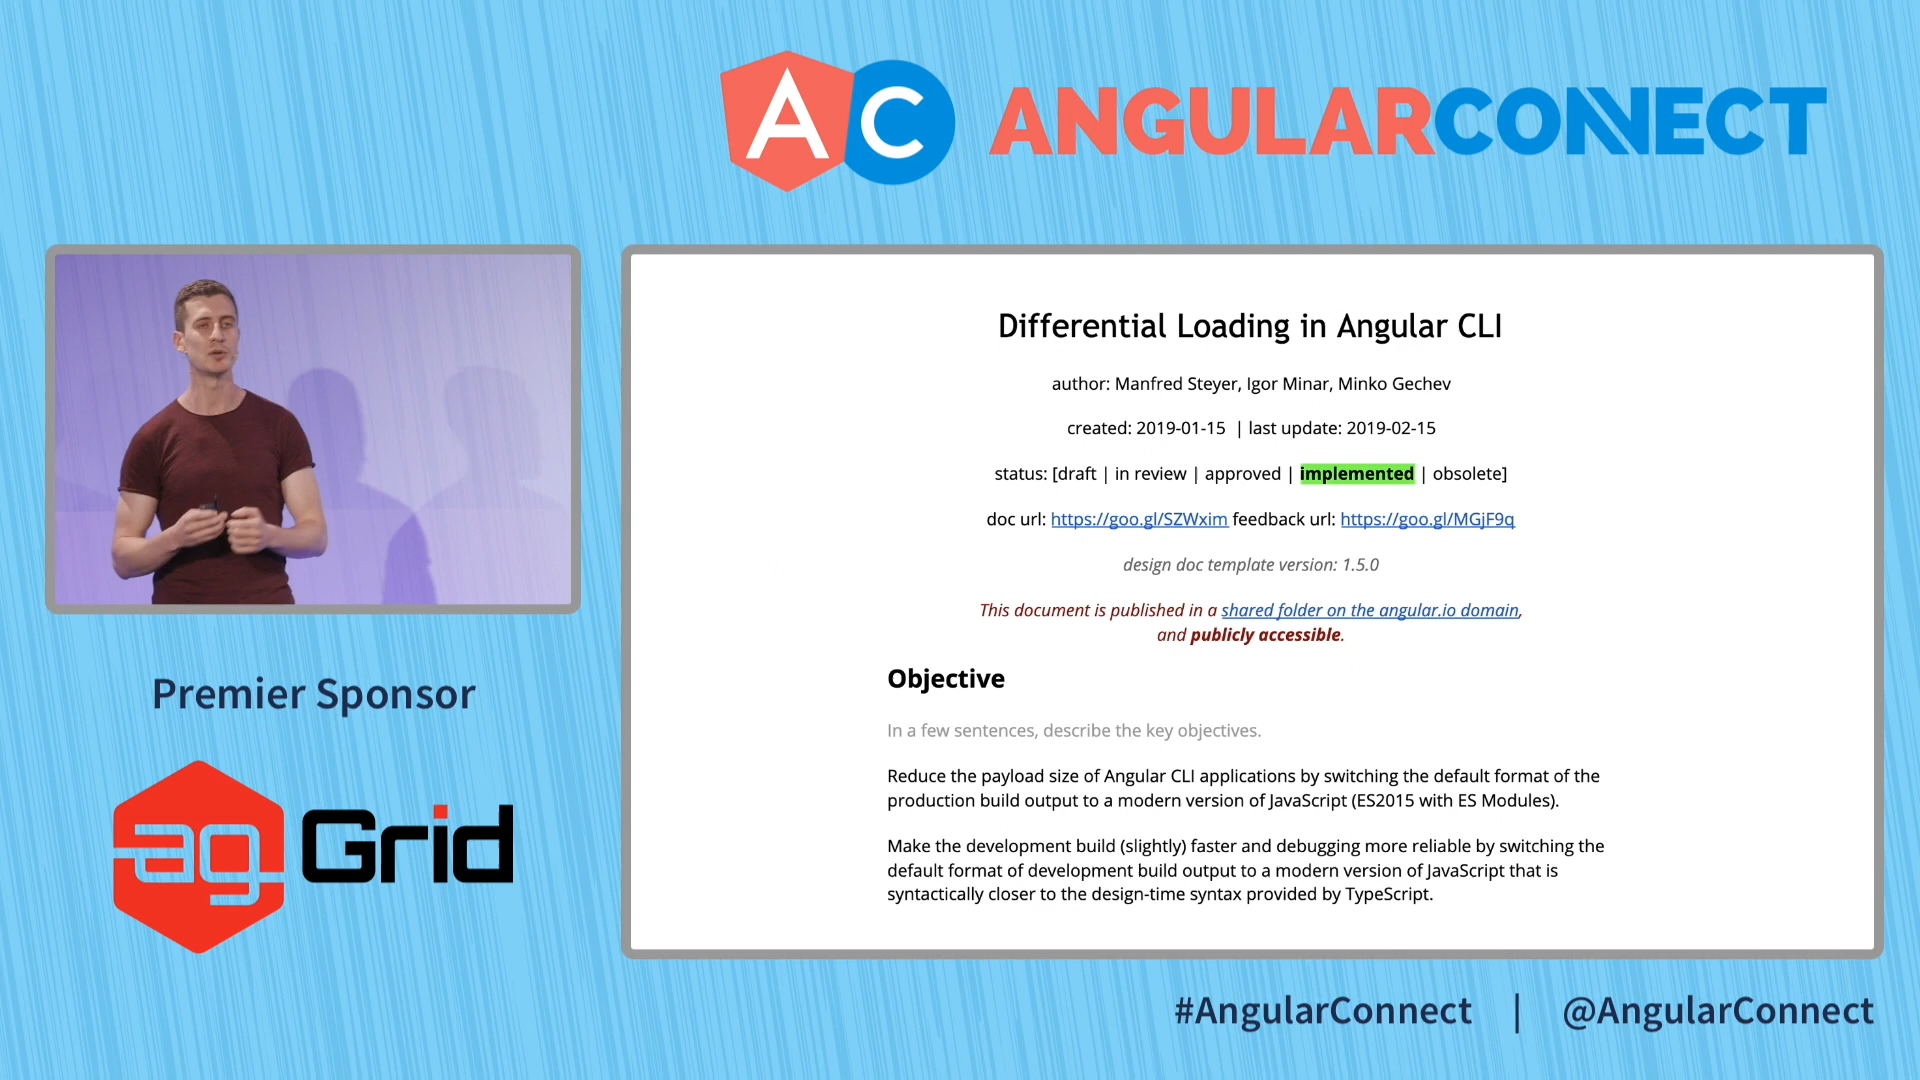 AC ANGULARCONNECT
Differential Loading in Angular CLI
author: Manfred Steyer, Igor Minar, Minko Gechev
created: 2019-01-15 | last update: 2019-02-15
status: [draft | in review | approved | implemented | obsolete]
doc url: https://goo.gl/SZWxim feedback url: https://goo.gl/MGjF9q
design doc template version: 1.5.0
This document is published in a shared folder on the angular.io domain,
and publicly accessible.
Objective
In a few sentences, describe the key objectives.
Reduce the payload size of Angular CLI applications by switching the default format of the
production build output to a modern version of JavaScript (ES2015 with ES Modules).
Make the development build (slightly) faster and debugging more reliable by switching the
default format of development build output to a modern version of JavaScript that is
syntactically closer to the design-time syntax provided by TypeScript.
Premier Sponsor
ag Grid
#AngularConnect | @AngularConnect